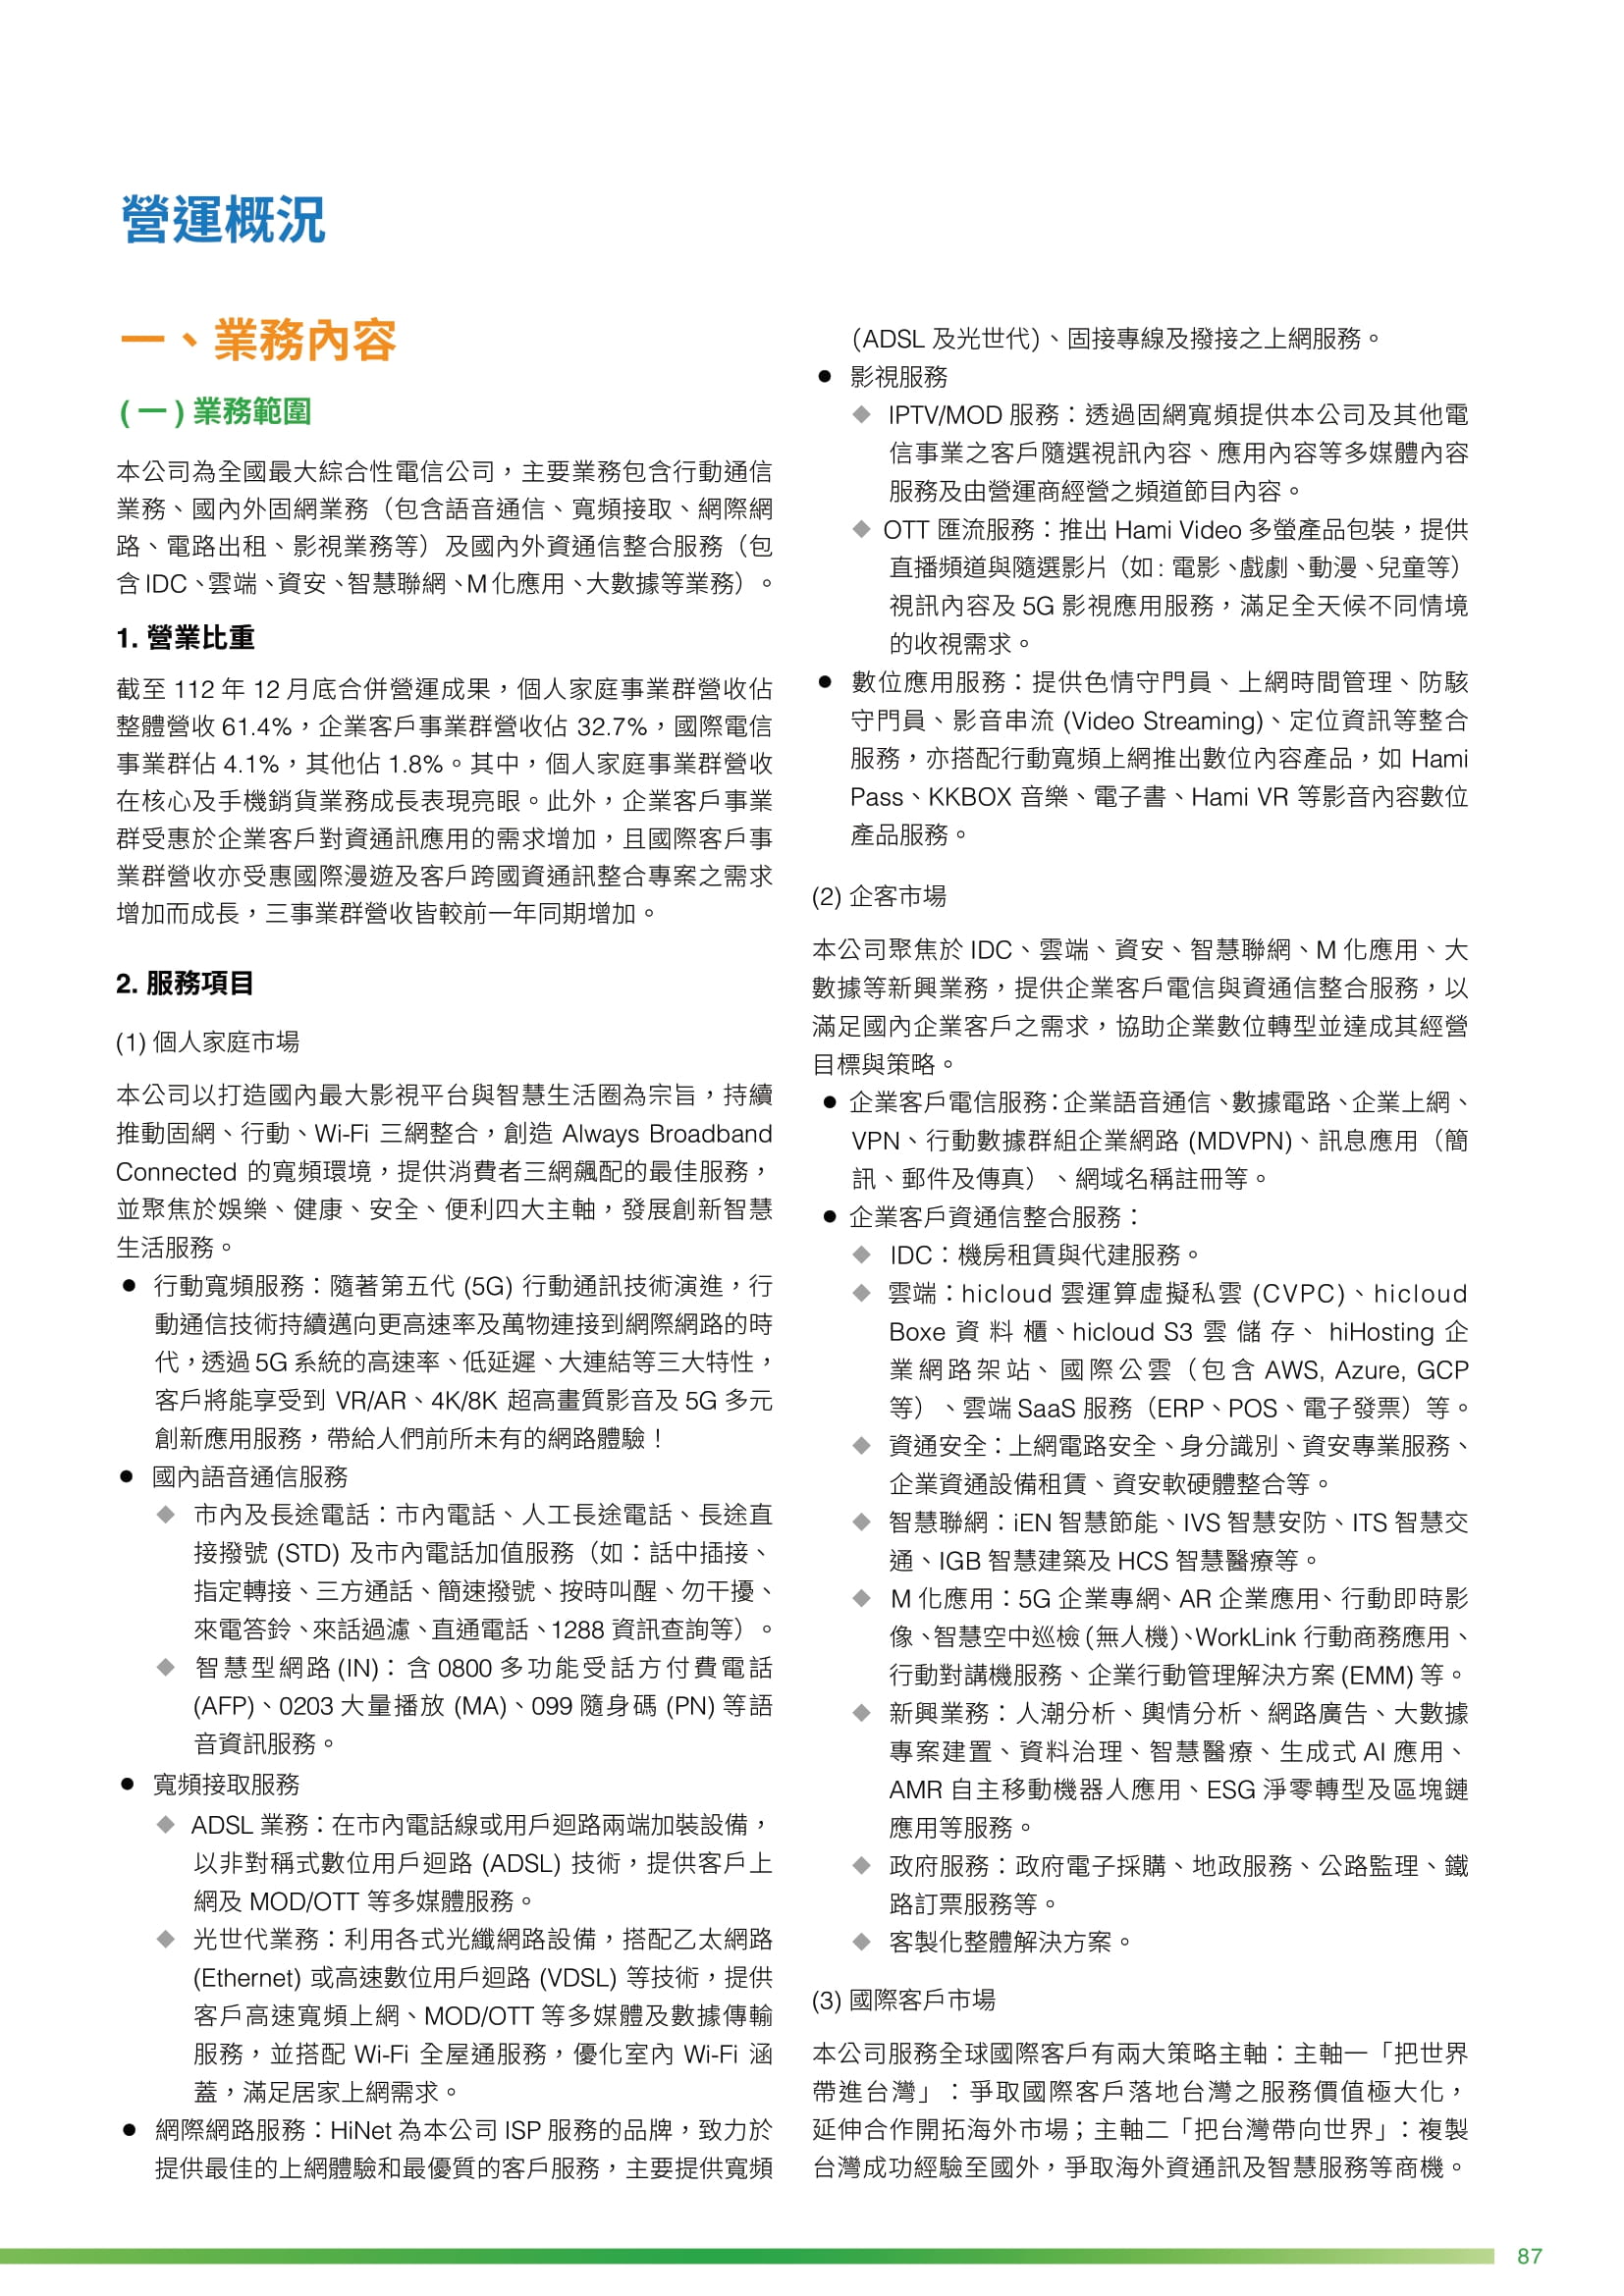 營運概況
一、業務內容
( 一 ) 業務範圍
本公司為全國最大綜合性電信公司，主要業務包含行動通信
業務、國內外固網業務（包含語音通信、寬頻接取、網際網
路、電路出租、影視業務等）及國內外資通信整合服務（包
含 IDC、雲端、資安、智慧聯網、M 化應用、大數據等業務）。
1. 營業比重
截至 112 年 12 月底合併營運成果，個人家庭事業群營收佔
整體營收 61.4%，企業客戶事業群營收佔 32.7%，國際電信
事業群佔 4.1%，其他佔 1.8%。其中，個人家庭事業群營收
在核心及手機銷貨業務成長表現亮眼。此外，企業客戶事業
群受惠於企業客戶對資通訊應用的需求增加，且國際客戶事
業群營收亦受惠國際漫遊及客戶跨國資通訊整合專案之需求
增加而成長，三事業群營收皆較前一年同期增加。
2. 服務項目
(1) 個人家庭市場
本公司以打造國內最大影視平台與智慧生活圈為宗旨，持續
推動固網、行動、Wi-Fi 三網整合，創造 Always Broadband
Connected 的寬頻環境，提供消費者三網飆配的最佳服務，
並聚焦於娛樂、健康、安全、便利四大主軸，發展創新智慧
生活服務。
● 行動寬頻服務：隨著第五代 (5G) 行動通訊技術演進，行
動通信技術持續邁向更高速率及萬物連接到網際網路的時
代，透過 5G 系統的高速率、低延遲、大連結等三大特性，
客戶將能享受到 VR/AR、4K/8K 超高畫質影音及 5G 多元
創新應用服務，帶給人們前所未有的網路體驗！
● 國內語音通信服務
◆ 市內及長途電話：市內電話、人工長途電話、長途直
接撥號 (STD) 及市內電話加值服務（如：話中插接、
指定轉接、三方通話、簡速撥號、按時叫醒、勿干擾、
來電答鈴、來話過濾、直通電話、1288 資訊查詢等）。
◆ 智慧型網路 (IN)：含 0800 多功能受話方付費電話
(AFP)、0203 大量播放 (MA)、099 隨身碼 (PN) 等語
音資訊服務。
● 寬頻接取服務
◆ ADSL 業務：在市內電話線或用戶迴路兩端加裝設備，
以非對稱式數位用戶迴路 (ADSL) 技術，提供客戶上
網及 MOD/OTT 等多媒體服務。
◆ 光世代業務：利用各式光纖網路設備，搭配乙太網路
(Ethernet) 或高速數位用戶迴路 (VDSL) 等技術，提供
客戶高速寬頻上網、MOD/OTT 等多媒體及數據傳輸
服務，並搭配 Wi-Fi 全屋通服務，優化室內 Wi-Fi 涵
蓋，滿足居家上網需求。
● 網際網路服務：HiNet 為本公司 ISP 服務的品牌，致力於
提供最佳的上網體驗和最優質的客戶服務，主要提供寬頻
(ADSL 及光世代)、固接專線及撥接之上網服務。
● 影視服務
◆ IPTV/MOD 服務：透過固網寬頻提供本公司及其他電
信事業之客戶隨選視訊內容、應用內容等多媒體內容
服務及由營運商經營之頻道節目內容。
◆ OTT 匯流服務：推出 Hami Video 多螢產品包裝，提供
直播頻道與隨選影片（如：電影、戲劇、動漫、兒童等）
視訊內容及 5G 影視應用服務，滿足全天候不同情境
的收視需求。
● 數位應用服務：提供色情守門員、上網時間管理、防駭
守門員、影音串流 (Video Streaming)、定位資訊等整合
服務，亦搭配行動寬頻上網推出數位內容產品，如 Hami
Pass、KKBOX 音樂、電子書、Hami VR 等影音內容數位
產品服務。
(2) 企客市場
本公司聚焦於 IDC、雲端、資安、智慧聯網、M 化應用、大
數據等新興業務，提供企業客戶電信與資通信整合服務，以
滿足國內企業客戶之需求，協助企業數位轉型並達成其經營
目標與策略。
● 企業客戶電信服務：企業語音通信、數據電路、企業上網、
VPN、行動數據群組企業網路 (MDVPN)、訊息應用（簡
訊、郵件及傳真）、網域名稱註冊等。
● 企業客戶資通信整合服務：
◆ IDC：機房租賃與代建服務。
◆ 雲端：hicloud 雲運算虛擬私雲 (CVPC)、hicloud
Boxe 資料櫃、hicloud S3 雲儲存、hiHosting 企
業網路架站、國際公雲（包含 AWS, Azure, GCP
等）、雲端 SaaS 服務（ERP、POS、電子發票）等。
◆ 資通安全：上網電路安全、身分識別、資安專業服務、
企業資通設備租賃、資安軟硬體整合等。
◆ 智慧聯網：iEN 智慧節能、IVS 智慧安防、ITS 智慧交
通、IGB 智慧建築及 HCS 智慧醫療等。
◆ M 化應用：5G 企業專網、AR 企業應用、行動即時影
像、智慧空中巡檢（無人機）、WorkLink 行動商務應用、
行動對講機服務、企業行動管理解決方案 (EMM) 等。
◆ 新興業務：人潮分析、輿情分析、網路廣告、大數據
專案建置、資料治理、智慧醫療、生成式 AI 應用、
AMR 自主移動機器人應用、ESG 淨零轉型及區塊鏈
應用等服務。
◆ 政府服務：政府電子採購、地政服務、公路監理、鐵
路訂票服務等。
◆ 客製化整體解決方案。
(3) 國際客戶市場
本公司服務全球國際客戶有兩大策略主軸：主軸一「把世界
帶進台灣」：爭取國際客戶落地台灣之服務價值極大化，
延伸合作開拓海外市場；主軸二「把台灣帶向世界」：複製
台灣成功經驗至國外，爭取海外資通訊及智慧服務等商機。
87